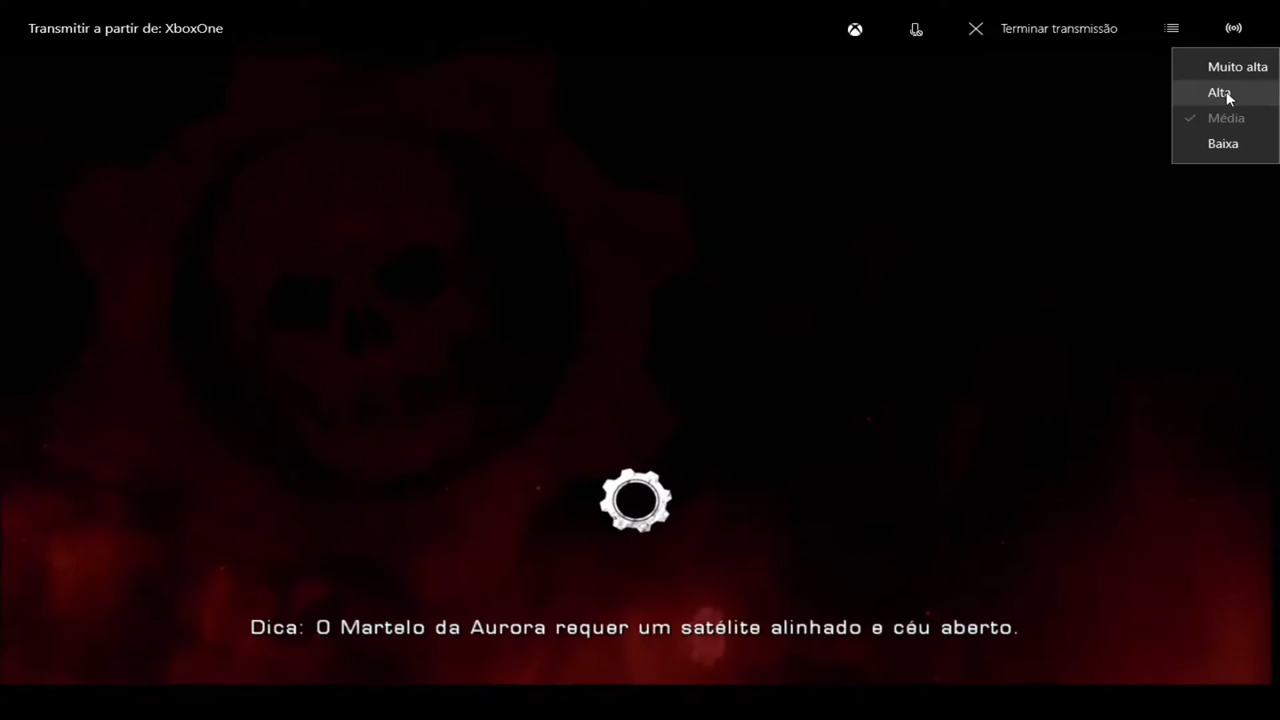 Transmitir a partir de: XboxOne
Terminar transmissão
Muito alta
Alta
Média
Baixa
Dica: O Martelo da Aurora requer um satélite alinhado e céu aberto.